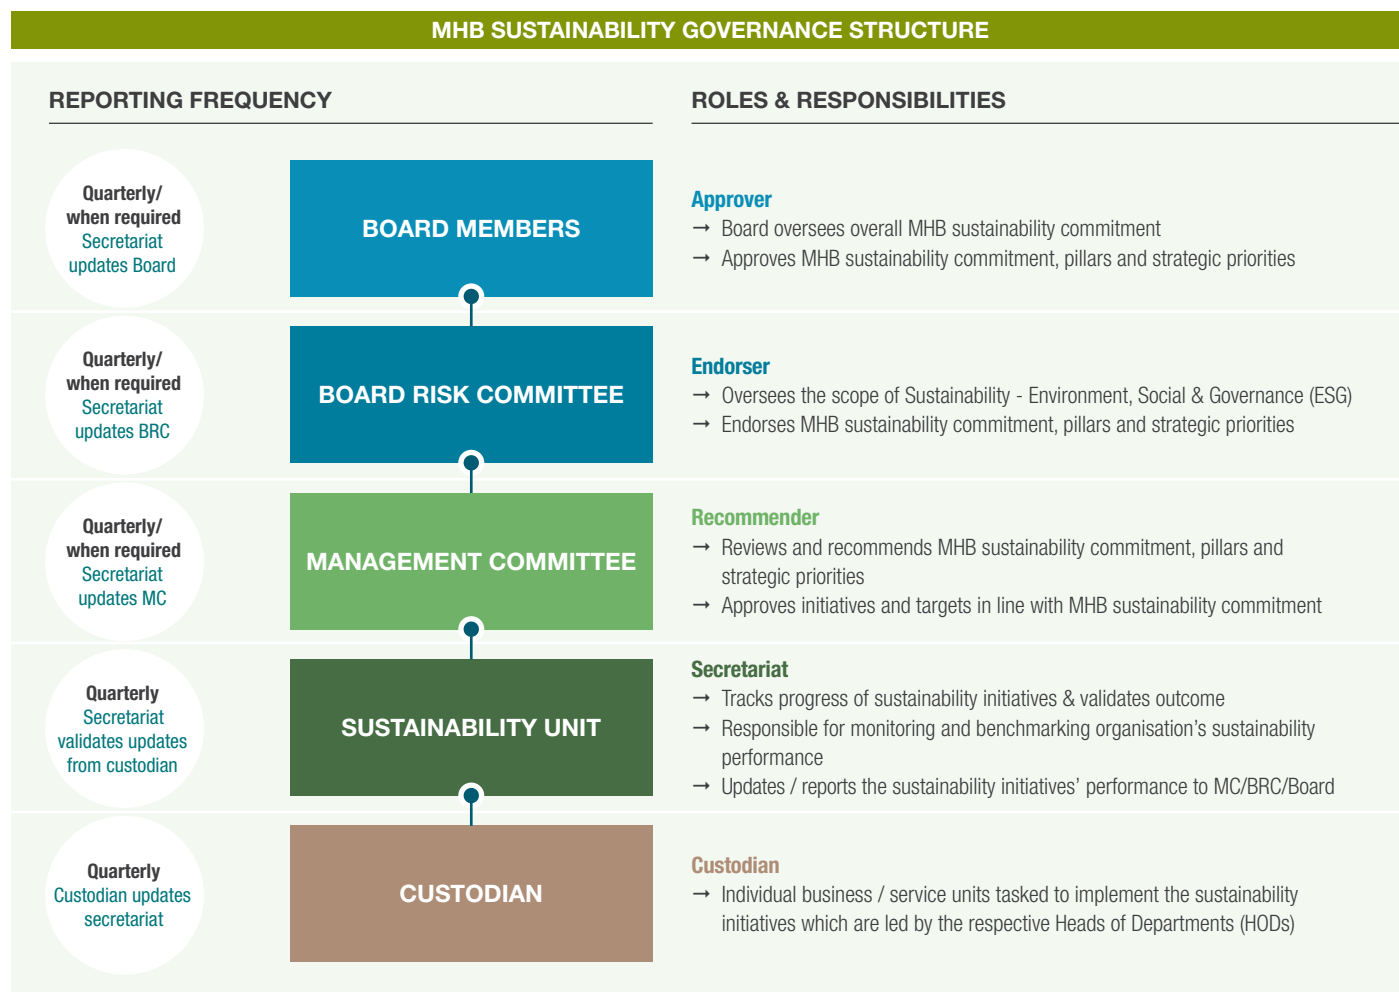 MHB SUSTAINABILITY GOVERNANCE STRUCTURE
REPORTING FREQUENCY
ROLES & RESPONSIBILITIES
Quarterly/
when required
Secretariat
updates Board
BOARD MEMBERS
Approver
→ Board oversees overall MHB sustainability commitment
→ Approves MHB sustainability commitment, pillars and strategic priorities
Quarterly/
when required
Secretariat
updates BRC
BOARD RISK COMMITTEE
Endorser
→ Oversees the scope of Sustainability - Environment, Social & Governance (ESG)
→ Endorses MHB sustainability commitment, pillars and strategic priorities
Quarterly/
when required
Secretariat
updates MC
MANAGEMENT COMMITTEE
Recommender
→ Reviews and recommends MHB sustainability commitment, pillars and
strategic priorities
→ Approves initiatives and targets in line with MHB sustainability commitment
Quarterly
Secretariat
validates updates
from custodian
SUSTAINABILITY UNIT
Secretariat
→ Tracks progress of sustainability initiatives & validates outcome
→ Responsible for monitoring and benchmarking organisation's sustainability
performance
→ Updates / reports the sustainability initiatives' performance to MC/BRC/Board
Quarterly
Custodian updates
secretariat
CUSTODIAN
Custodian
→ Individual business / service units tasked to implement the sustainability
initiatives which are led by the respective Heads of Departments (HODs)